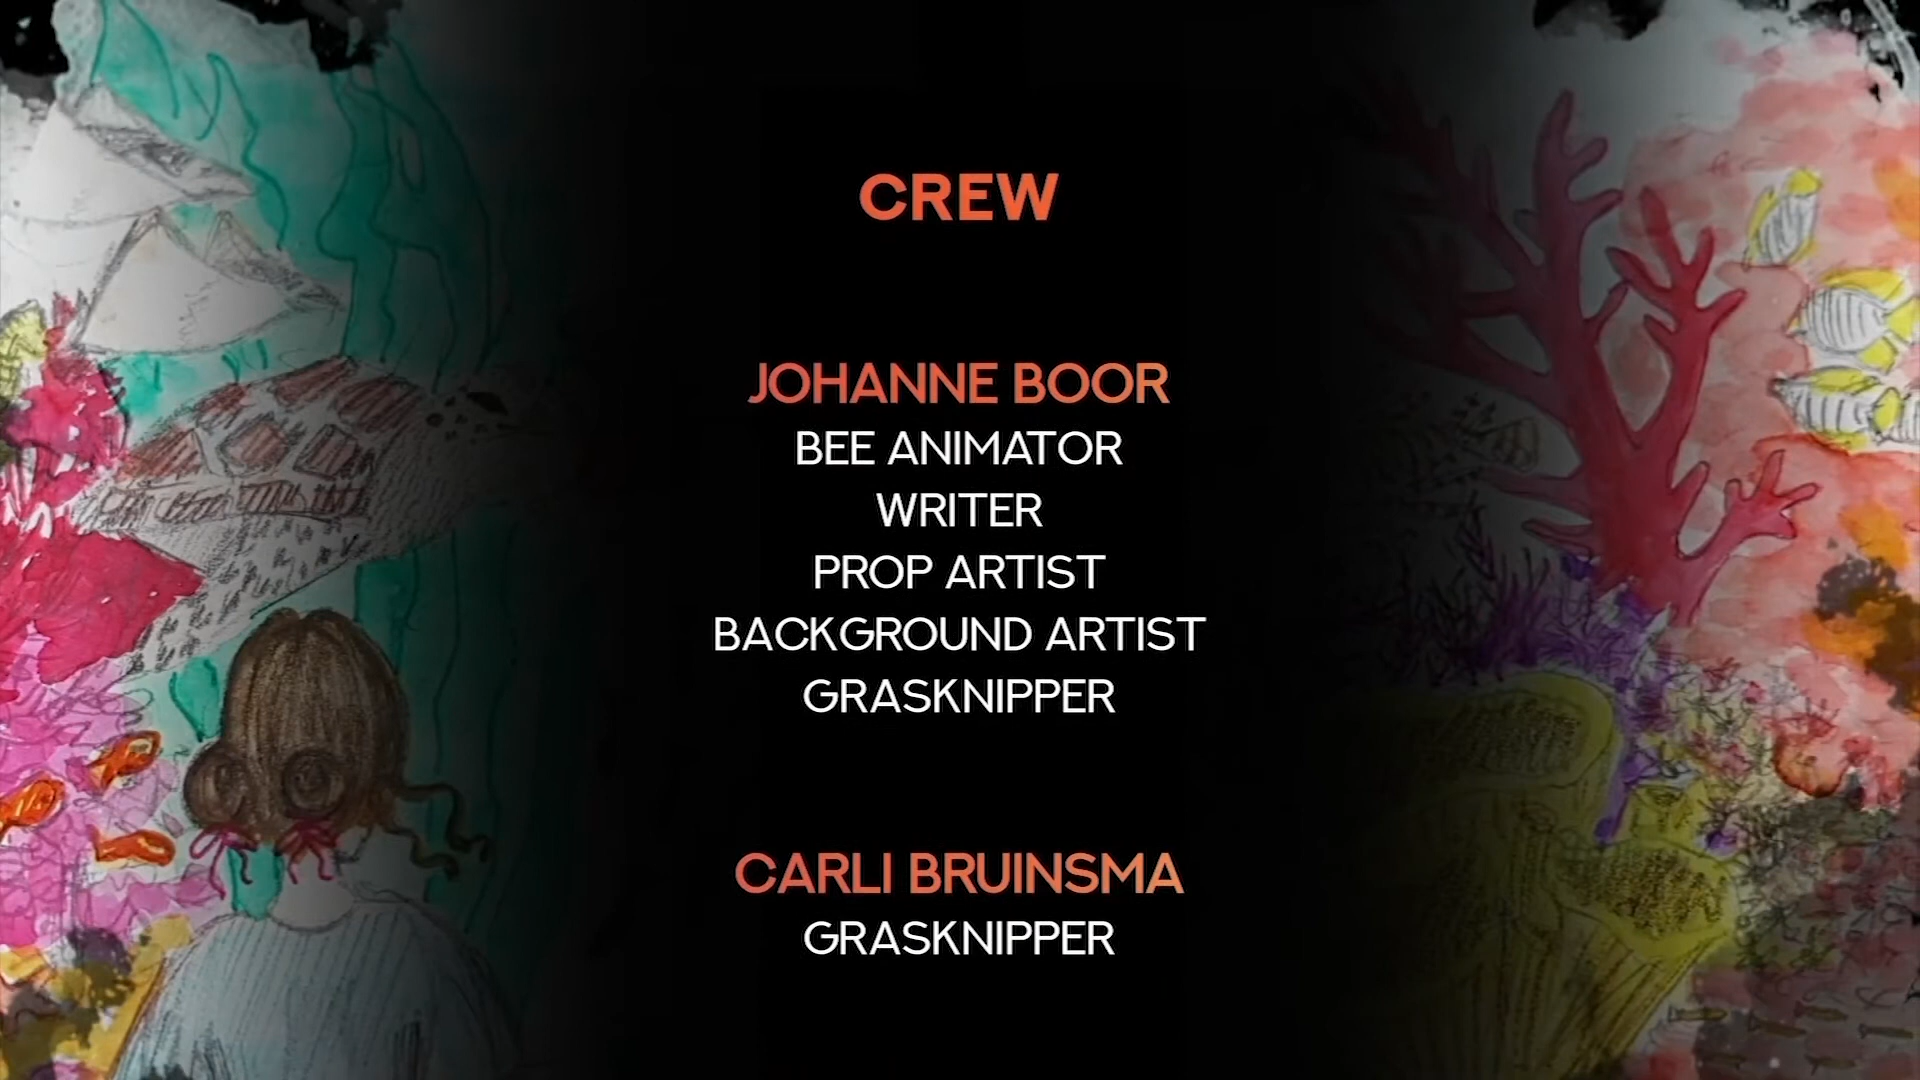 CREW
JOHANNE BOOR
BEE ANIMATOR
WRITER
PROP ARTIST
BACKGROUND ARTIST
GRASKNIPPER
CARLI BRUINSMA
GRASKNIPPER